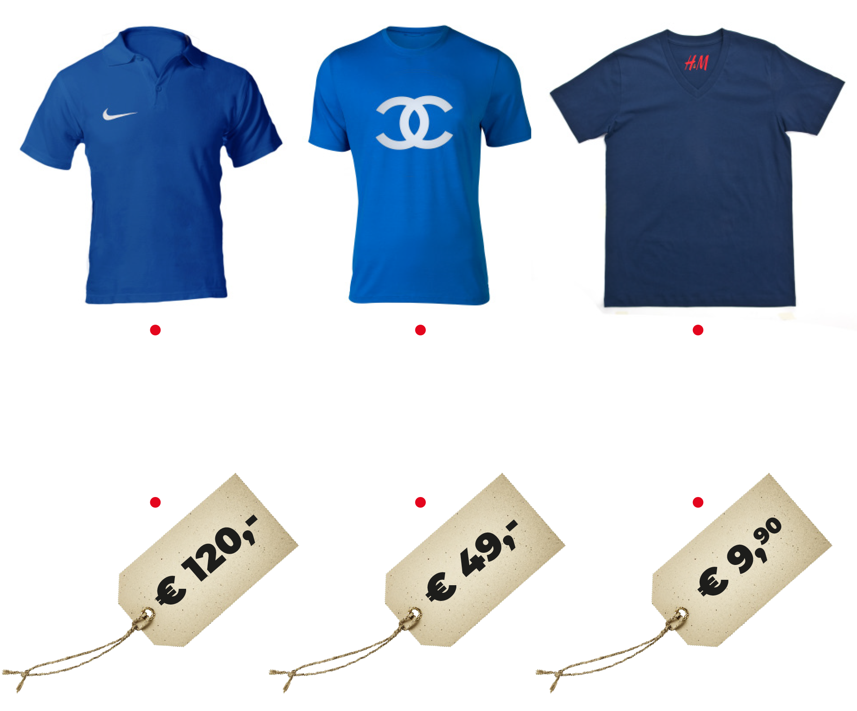 H&M
€ 120,-
€ 49,-
€ 9,90